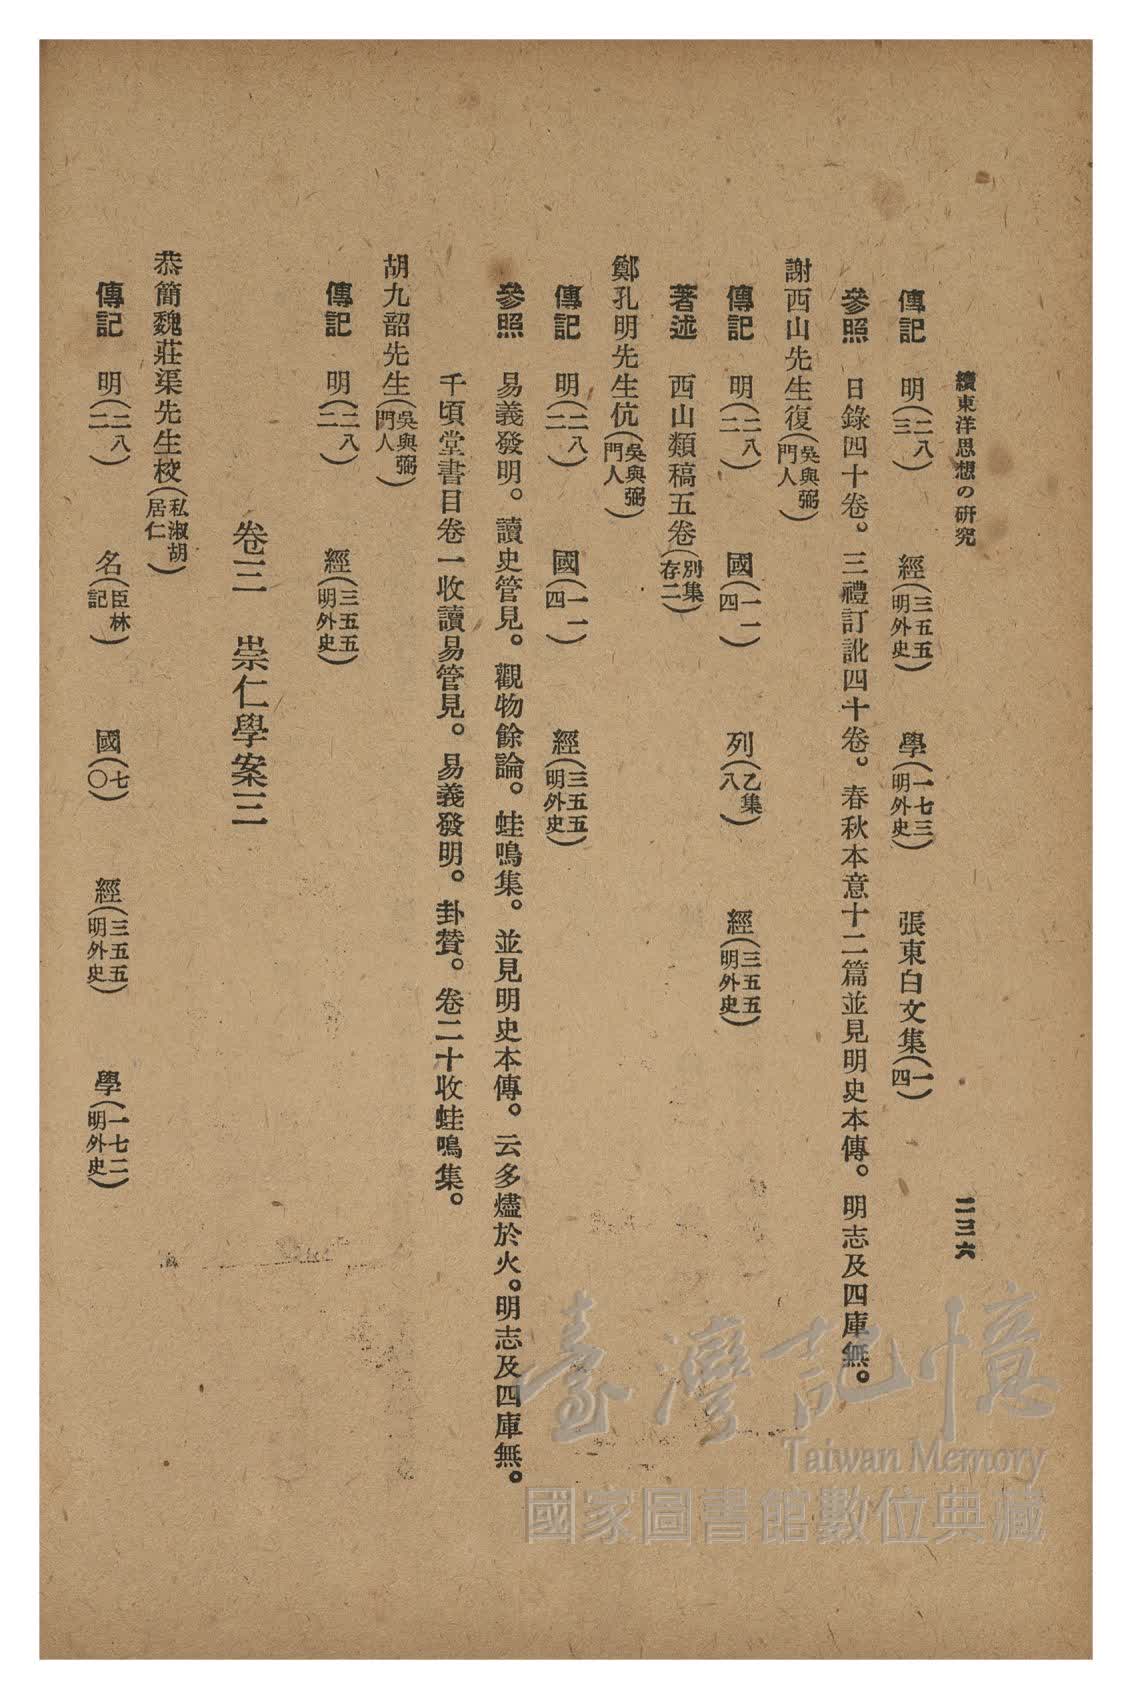 續東洋思想の研究　二三六
傳記　明(二八三)　經(三五五明外史)　學(一七三明外史)　張東白文集(一四)
參照　日錄四十卷。三禮訂訛四十卷。春秋本意十二篇並見明史本傳。明志及四庫無。
謝西山先生復(吳與弼門人)
傳記　明(二八二)　國(一一四)　列(乙集八)　經(三五五明外史)
著述　西山類稿五卷(別集存二)
鄭孔明先生伉(吳與弼門人)
傳記　明(二八二)　國(一一四)　經(三五五明外史)
參照　易義發明。讀史管見。觀物餘論。蛙鳴集。並見明史本傳。云多燼於火。明志及四庫無。
千頃堂書目卷一收讀易管見。易義發明。卦贊。卷二十收蛙鳴集。
胡九韶先生(吳與弼門人)
傳記　明(二八二)　經(三五五明外史)
卷三　崇仁學案三
恭簡魏莊渠先生校(私淑胡居仁)
傳記　明(二八二)　名(臣林記)　國(七〇)　經(三五五明外史)　學(一七二明外史)
臺灣記憶
Taiwan Memory
國家圖書館數位典藏